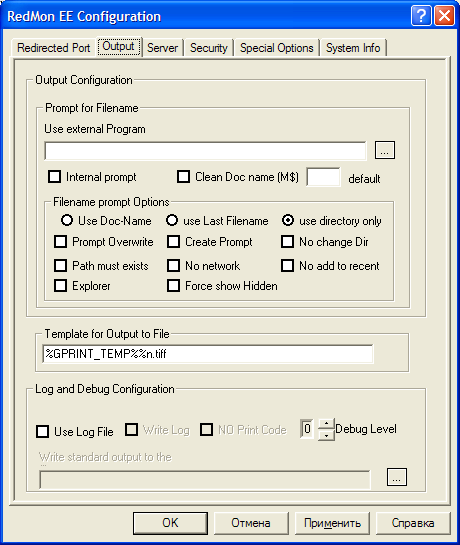 RedMon EE Configuration
Redirected Port Output Server Security Special Options System Info
Output Configuration
Prompt for Filename
Use external Program
...
Internal prompt Clean Doc name (M$) default
Filename prompt Options
Use Doc-Name use Last Filename use directory only
Prompt Overwrite Create Prompt No change Dir
Path must exists No network No add to recent
Explorer Force show Hidden
Template for Output to File
%GPRINT_TEMP%%n.tiff
Log and Debug Configuration
Use Log File Write Log NO Print Code 0 Debug Level
Write standard output to the
...
OK Отмена Применить Справка